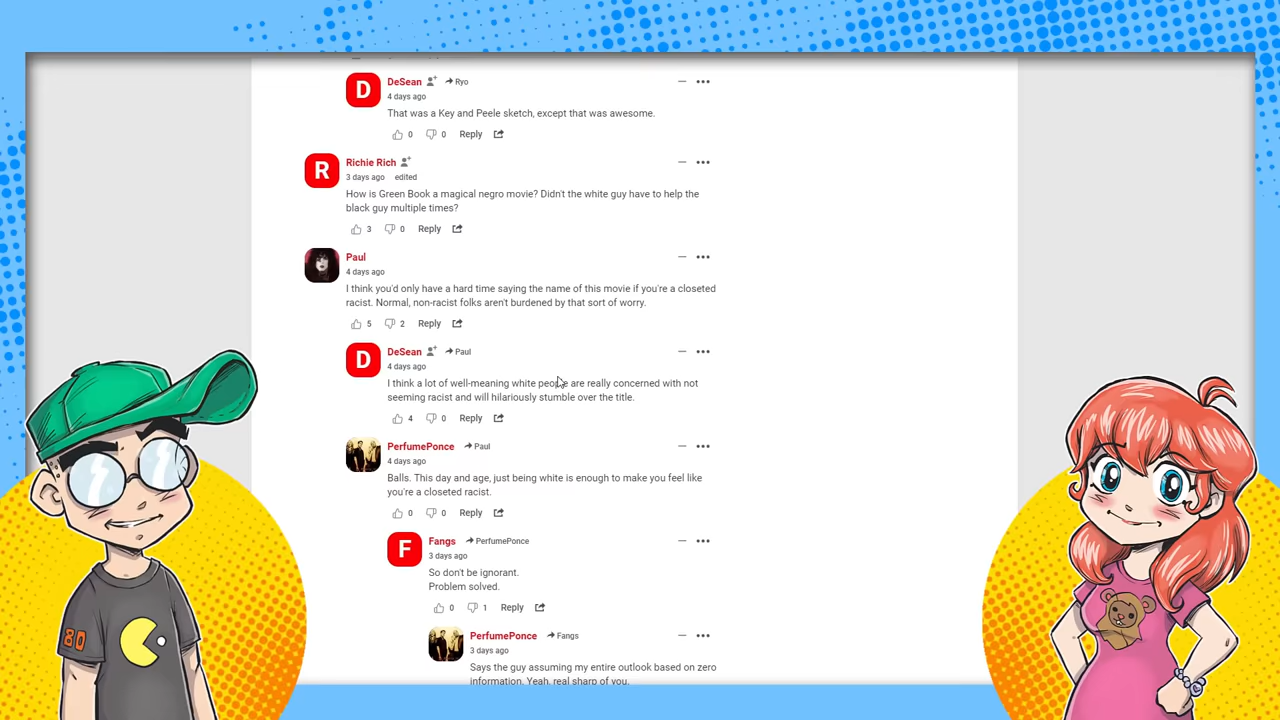 D
DeSean Ryo
4 days ago
That was a Key and Peele sketch, except that was awesome.
0 0 Reply
R
Richie Rich
3 days ago edited
How is Green Book a magical negro movie? Didn't the white guy have to help the
black guy multiple times?
3 0 Reply
Paul
4 days ago
I think you'd only have a hard time saying the name of this movie if you're a closeted
racist. Normal, non-racist folks aren't burdened by that sort of worry.
5 2 Reply
D
DeSean Paul
4 days ago
I think a lot of well-meaning white people are really concerned with not
seeming racist and will hilariously stumble over the title.
4 0 Reply
PerfumePonce Paul
4 days ago
Balls. This day and age, just being white is enough to make you feel like
you're a closeted racist.
0 0 Reply
F
Fangs PerfumePonce
3 days ago
So don't be ignorant.
Problem solved.
0 1 Reply
PerfumePonce Fangs
3 days ago
Says the guy assuming my entire outlook based on zero
information. Yeah, real sharp of you.
80